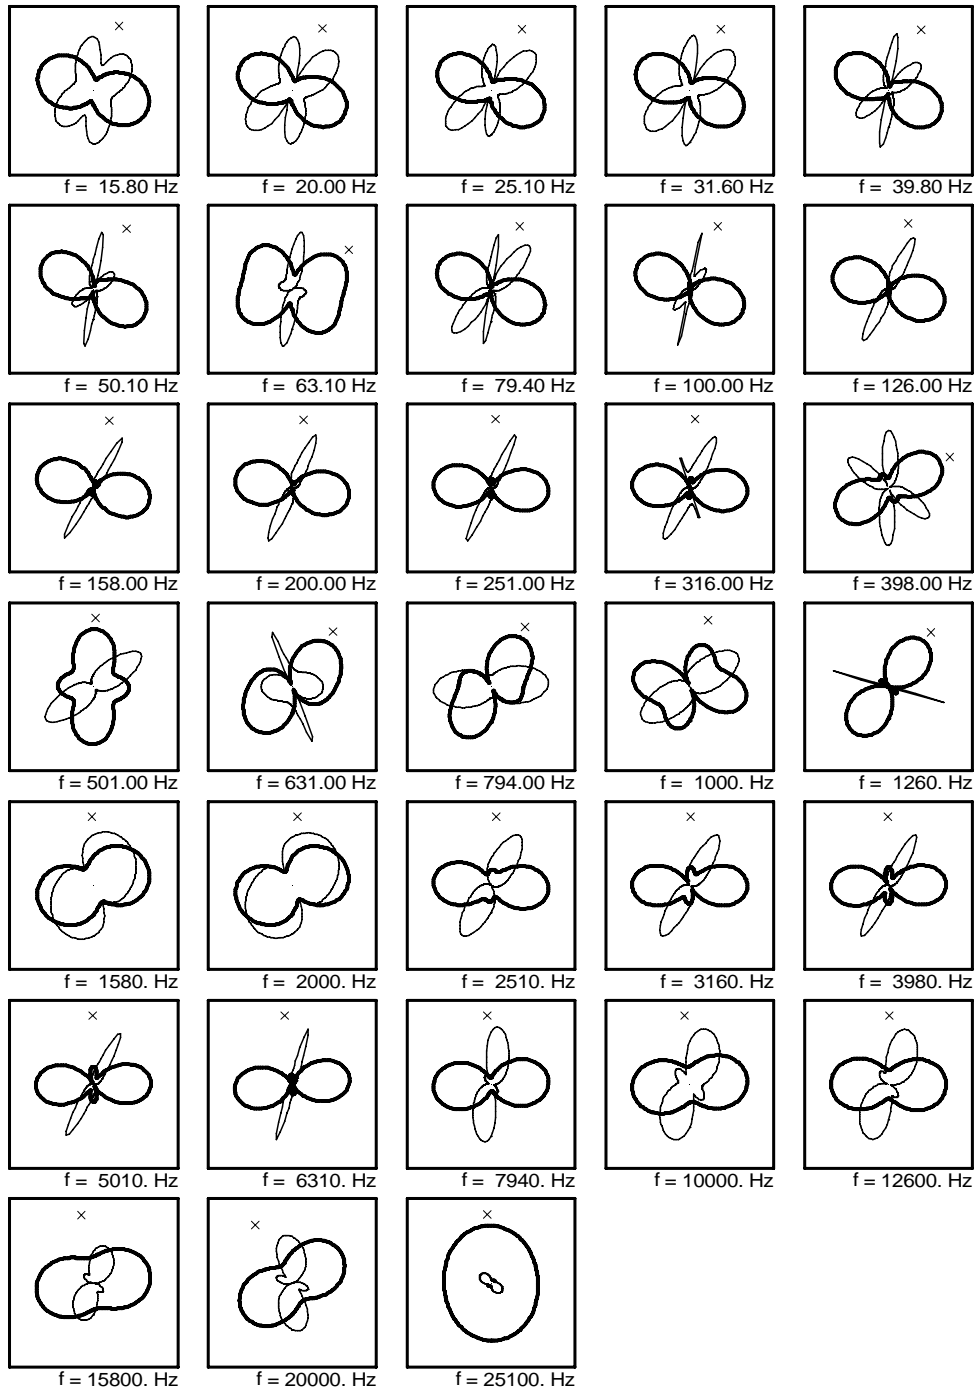 f = 15.80 Hz
f = 20.00 Hz
f = 25.10 Hz
f = 31.60 Hz
f = 39.80 Hz
f = 50.10 Hz
f = 63.10 Hz
f = 79.40 Hz
f = 100.00 Hz
f = 126.00 Hz
f = 158.00 Hz
f = 200.00 Hz
f = 251.00 Hz
f = 316.00 Hz
f = 398.00 Hz
f = 501.00 Hz
f = 631.00 Hz
f = 794.00 Hz
f = 1000. Hz
f = 1260. Hz
f = 1580. Hz
f = 2000. Hz
f = 2510. Hz
f = 3160. Hz
f = 3980. Hz
f = 5010. Hz
f = 6310. Hz
f = 7940. Hz
f = 10000. Hz
f = 12600. Hz
f = 15800. Hz
f = 20000. Hz
f = 25100. Hz